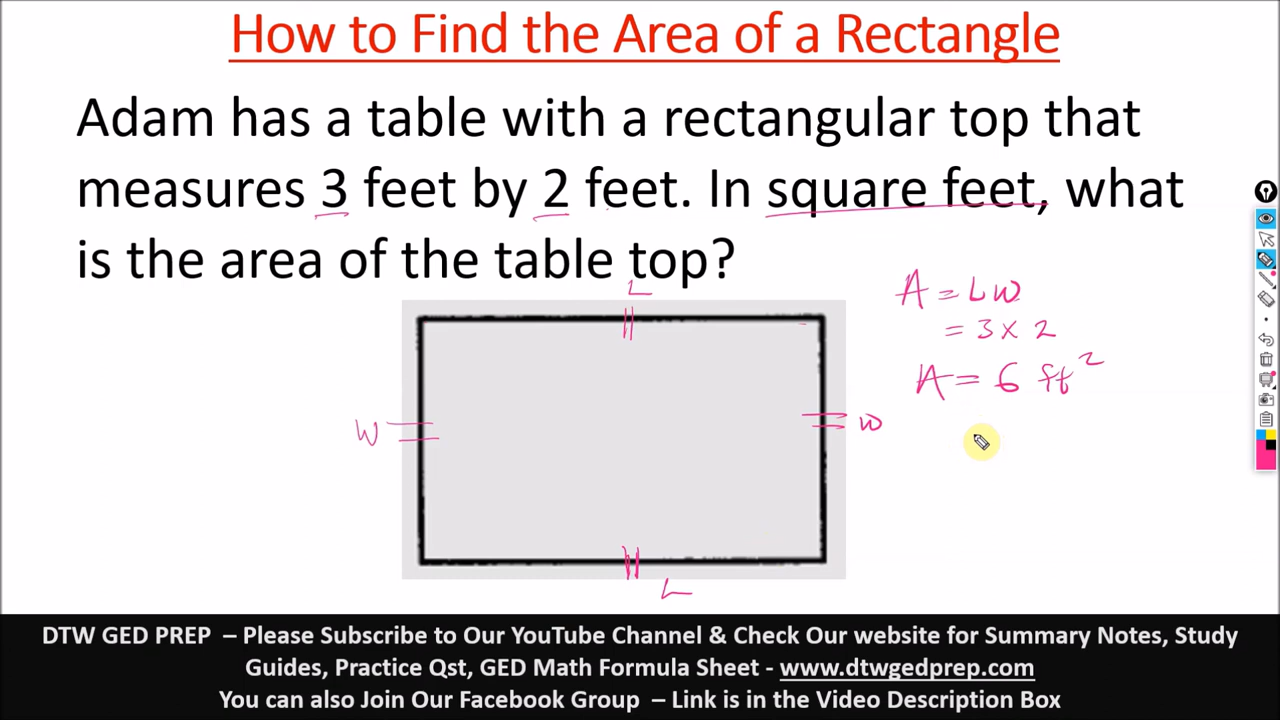 How to Find the Area of a Rectangle
Adam has a table with a rectangular top that
measures 3 feet by 2 feet. In square feet, what
is the area of the table top?
L
A = LW
= 3 x 2
A = 6 ft²
W
W
L
DTW GED PREP – Please Subscribe to Our YouTube Channel & Check Our website for Summary Notes, Study
Guides, Practice Qst, GED Math Formula Sheet - www.dtwgedprep.com
You can also Join Our Facebook Group – Link is in the Video Description Box